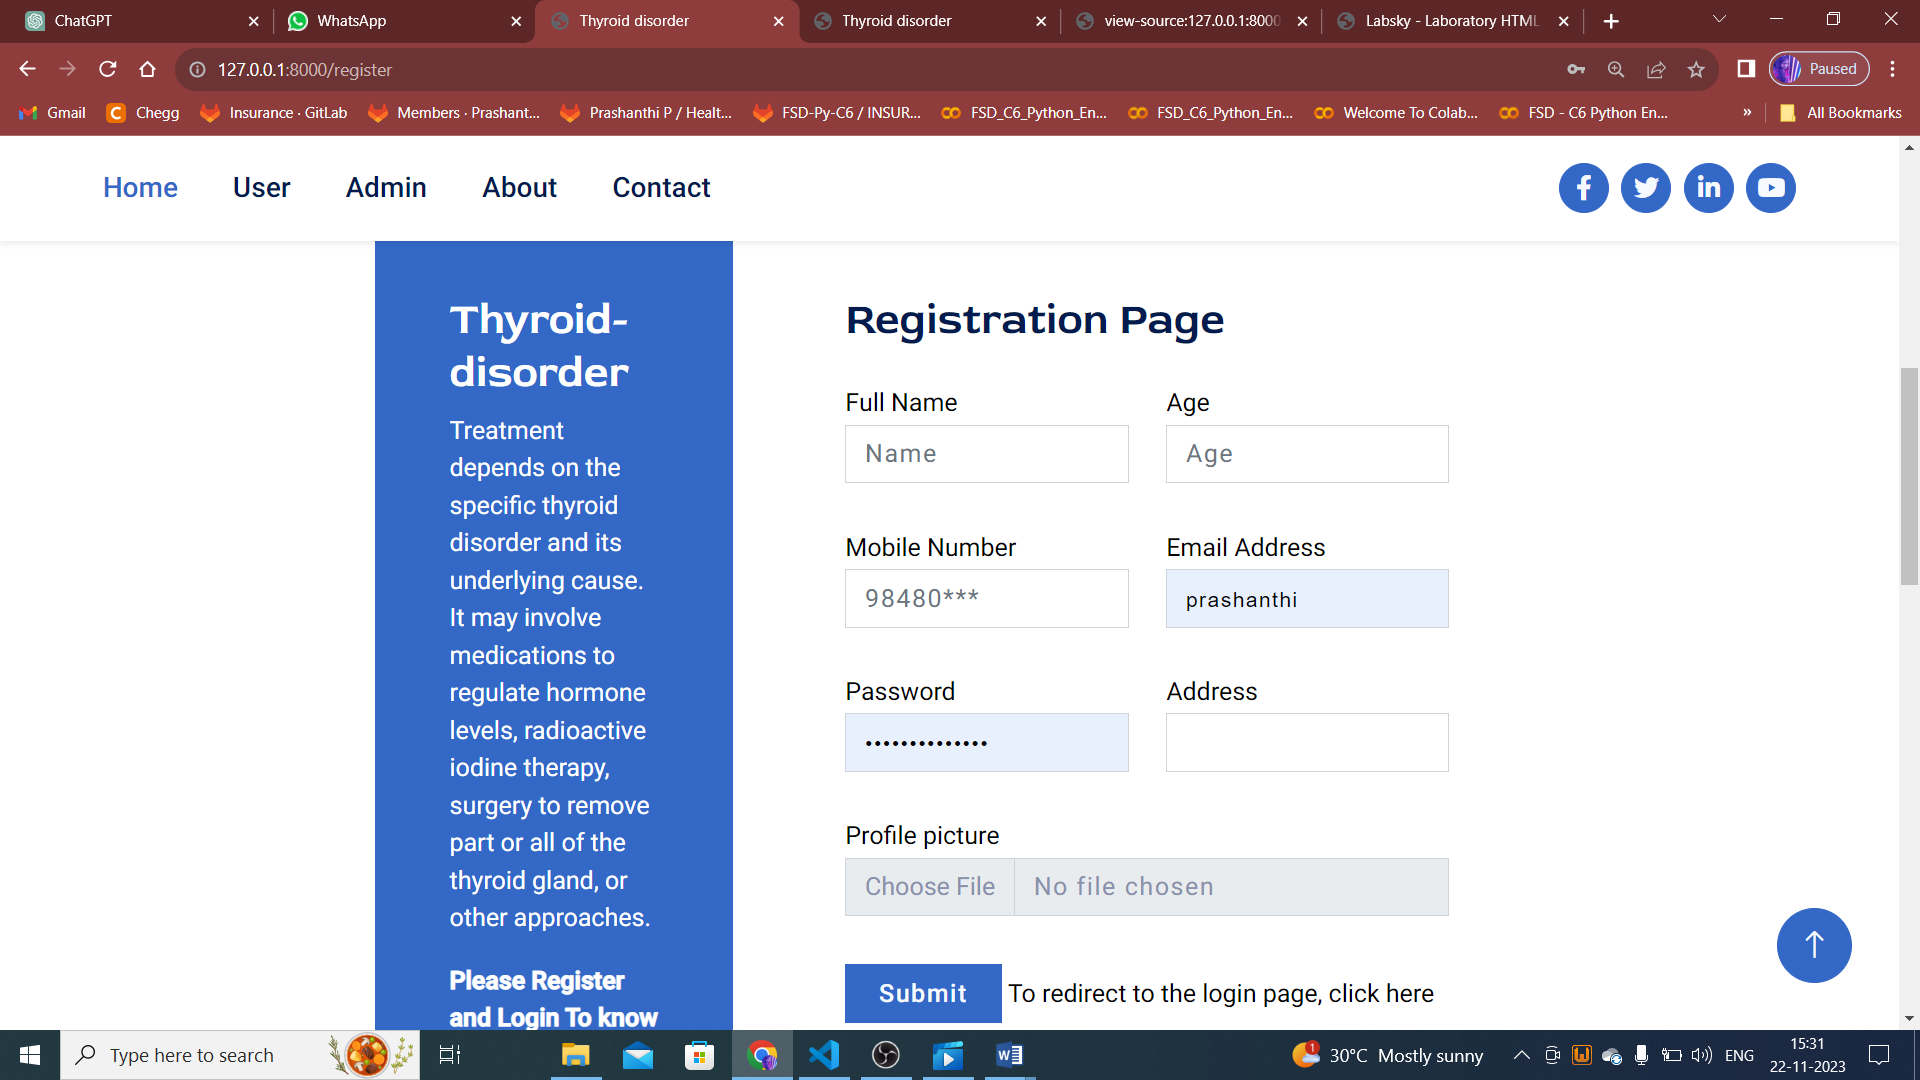 ChatGPT
WhatsApp
Thyroid disorder
Thyroid disorder
view-source:127.0.0.1:8000
Labsky - Laboratory HTML
127.0.0.1:8000/register
Paused
Gmail
Chegg
Insurance · GitLab
Members · Prashant...
Prashanthi P / Healt...
FSD-Py-C6 / INSUR...
FSD_C6_Python_En...
FSD_C6_Python_En...
Welcome To Colab...
FSD - C6 Python En...
»
All Bookmarks
Home
User
Admin
About
Contact
Thyroid-
disorder
Treatment
depends on the
specific thyroid
disorder and its
underlying cause.
It may involve
medications to
regulate hormone
levels, radioactive
iodine therapy,
surgery to remove
part or all of the
thyroid gland, or
other approaches.
Please Register
and Login To know
Registration Page
Full Name
Age
Name
Age
Mobile Number
Email Address
98480***
prashanthi
Password
Address
••••••••••••••
Profile picture
Choose File
No file chosen
Submit
To redirect to the login page, click here
Type here to search
1
30°C Mostly sunny
ENG
15:31
22-11-2023